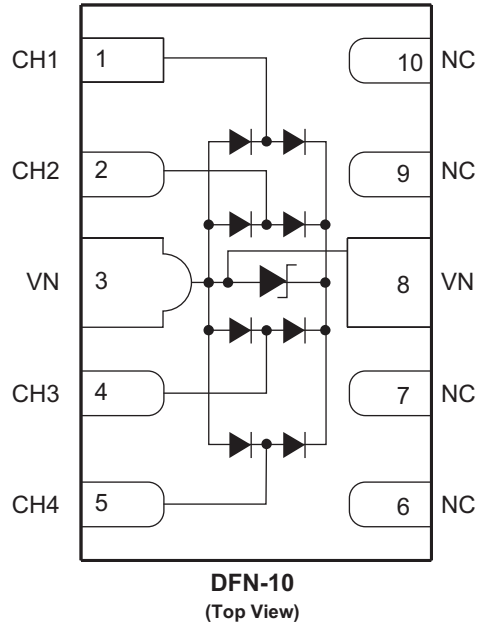 CH1 1 10 NC
CH2 2 9 NC
VN 3 8 VN
CH3 4 7 NC
CH4 5 6 NC
DFN-10
(Top View)